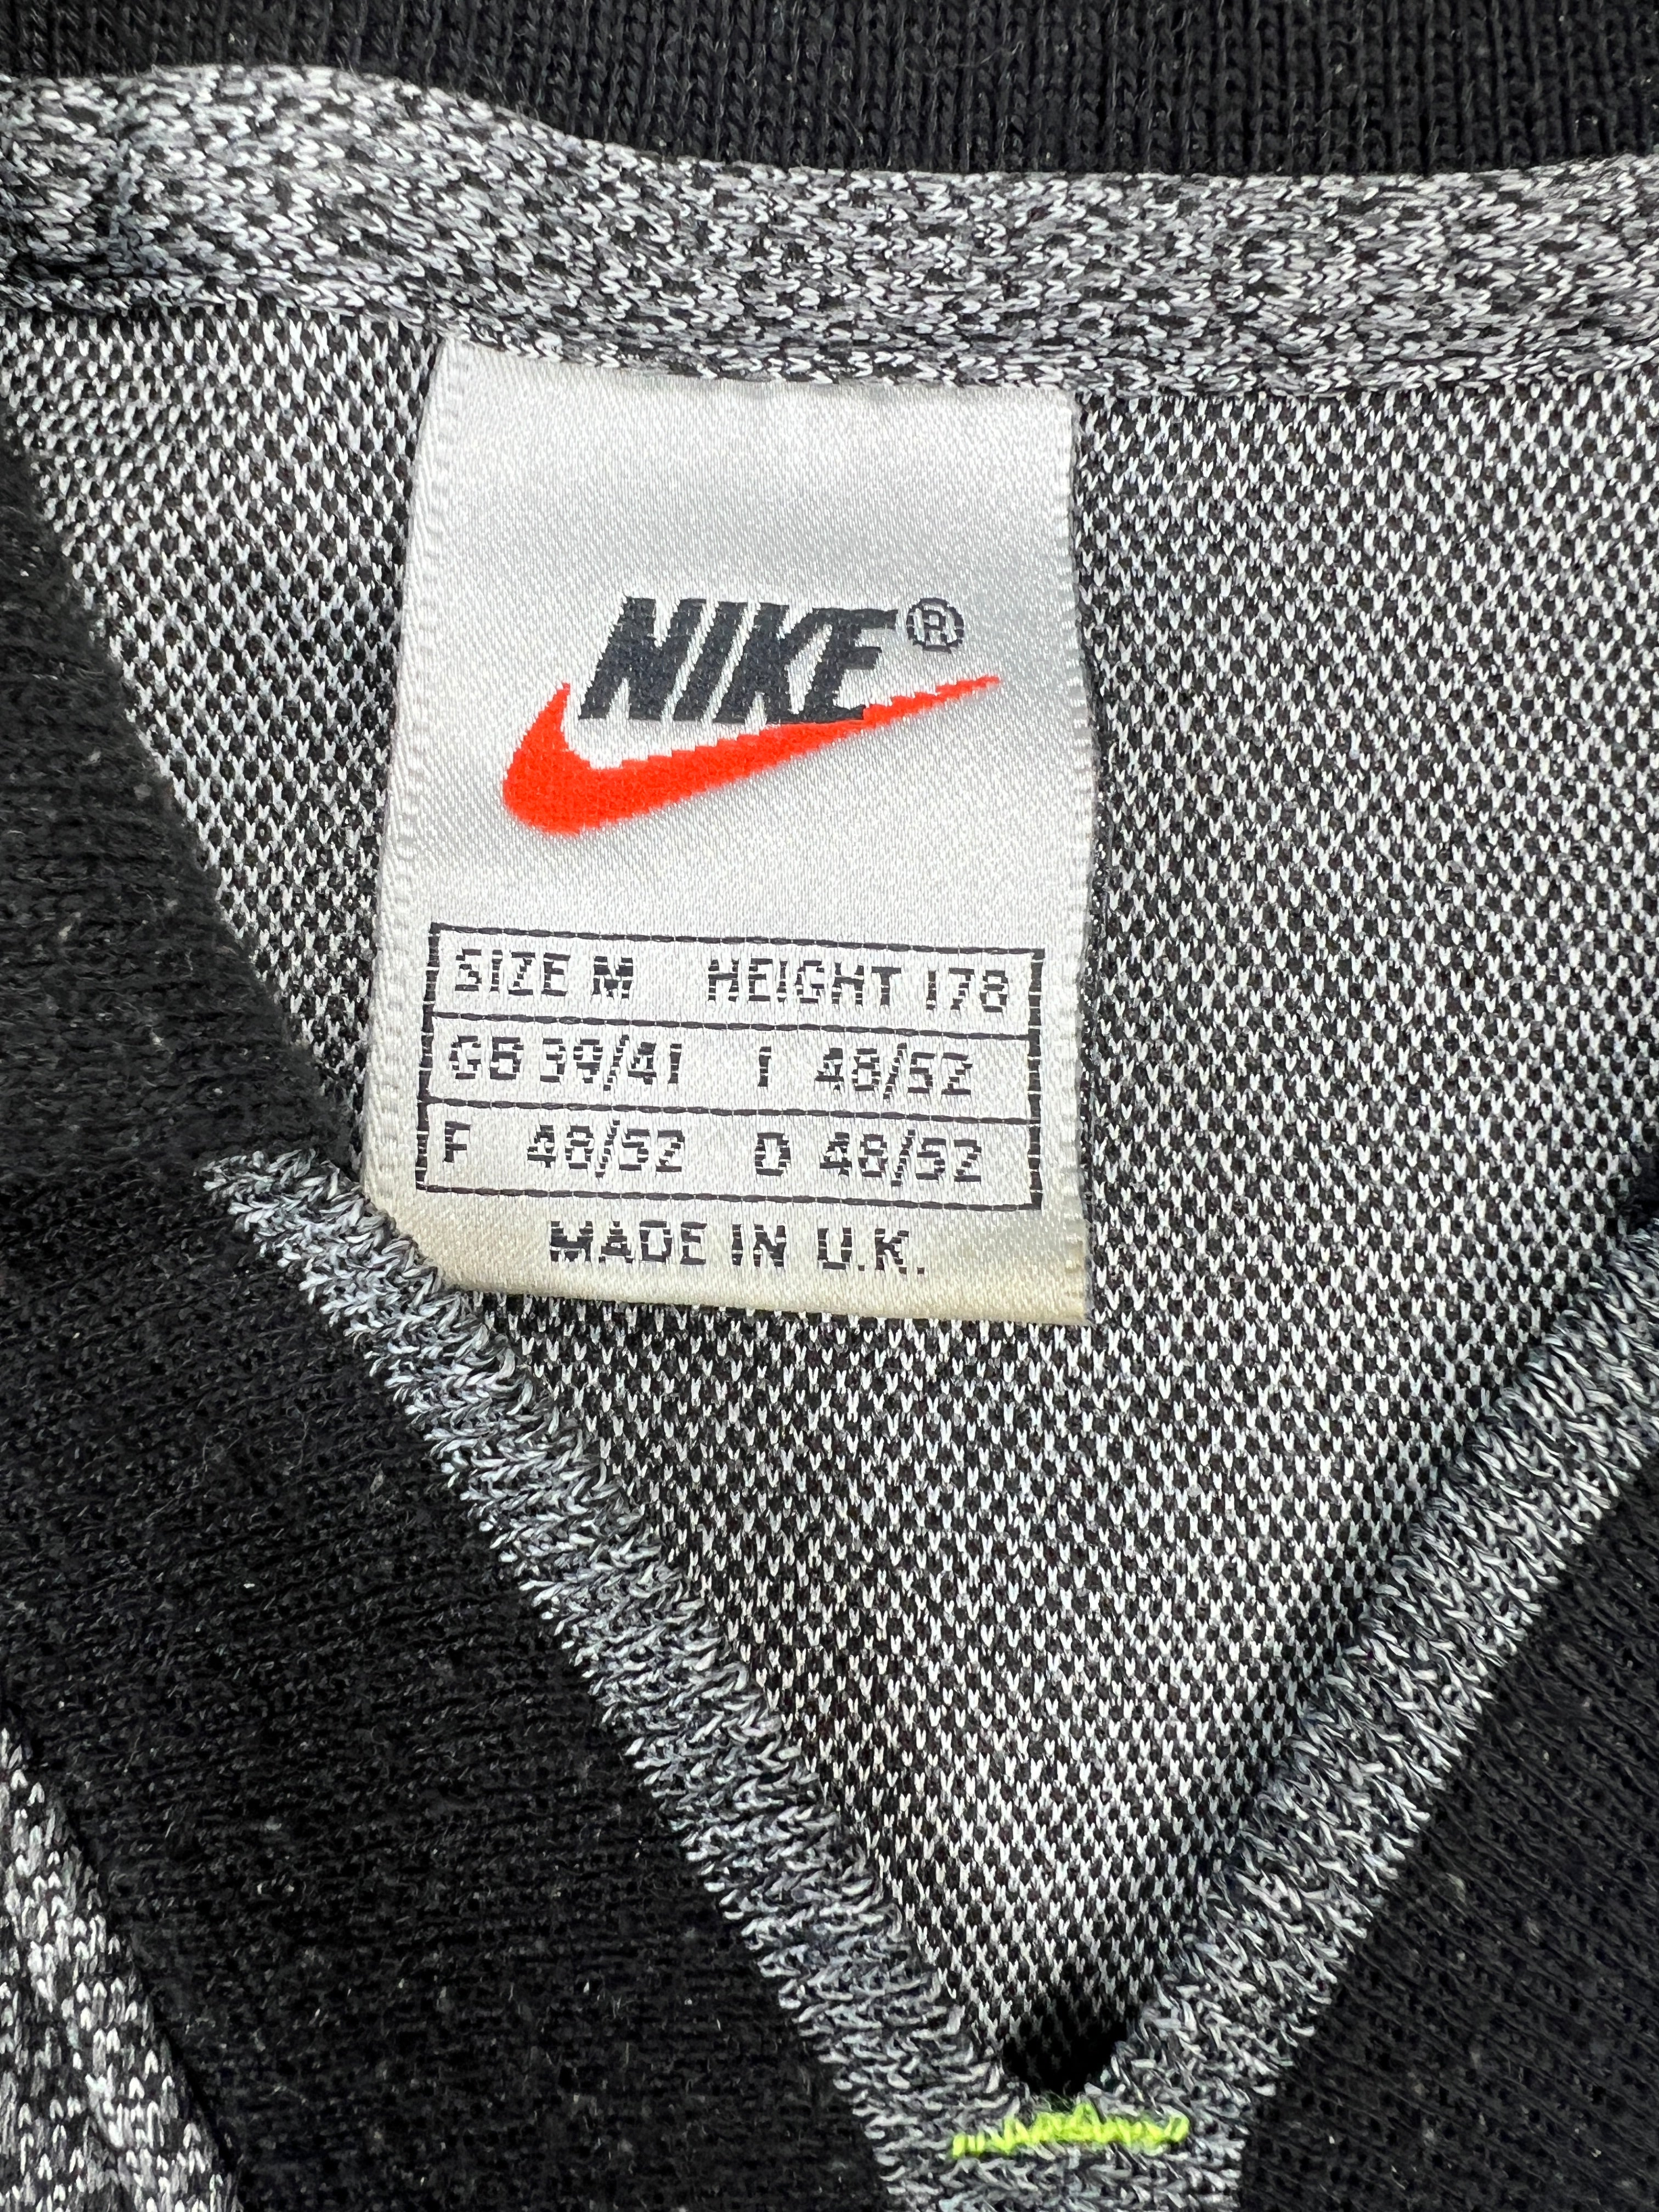 NIKE®
SIZE M HEIGHT 178
GB 39/41 I 48/52
F 48/52 D 48/52
MADE IN U.K.